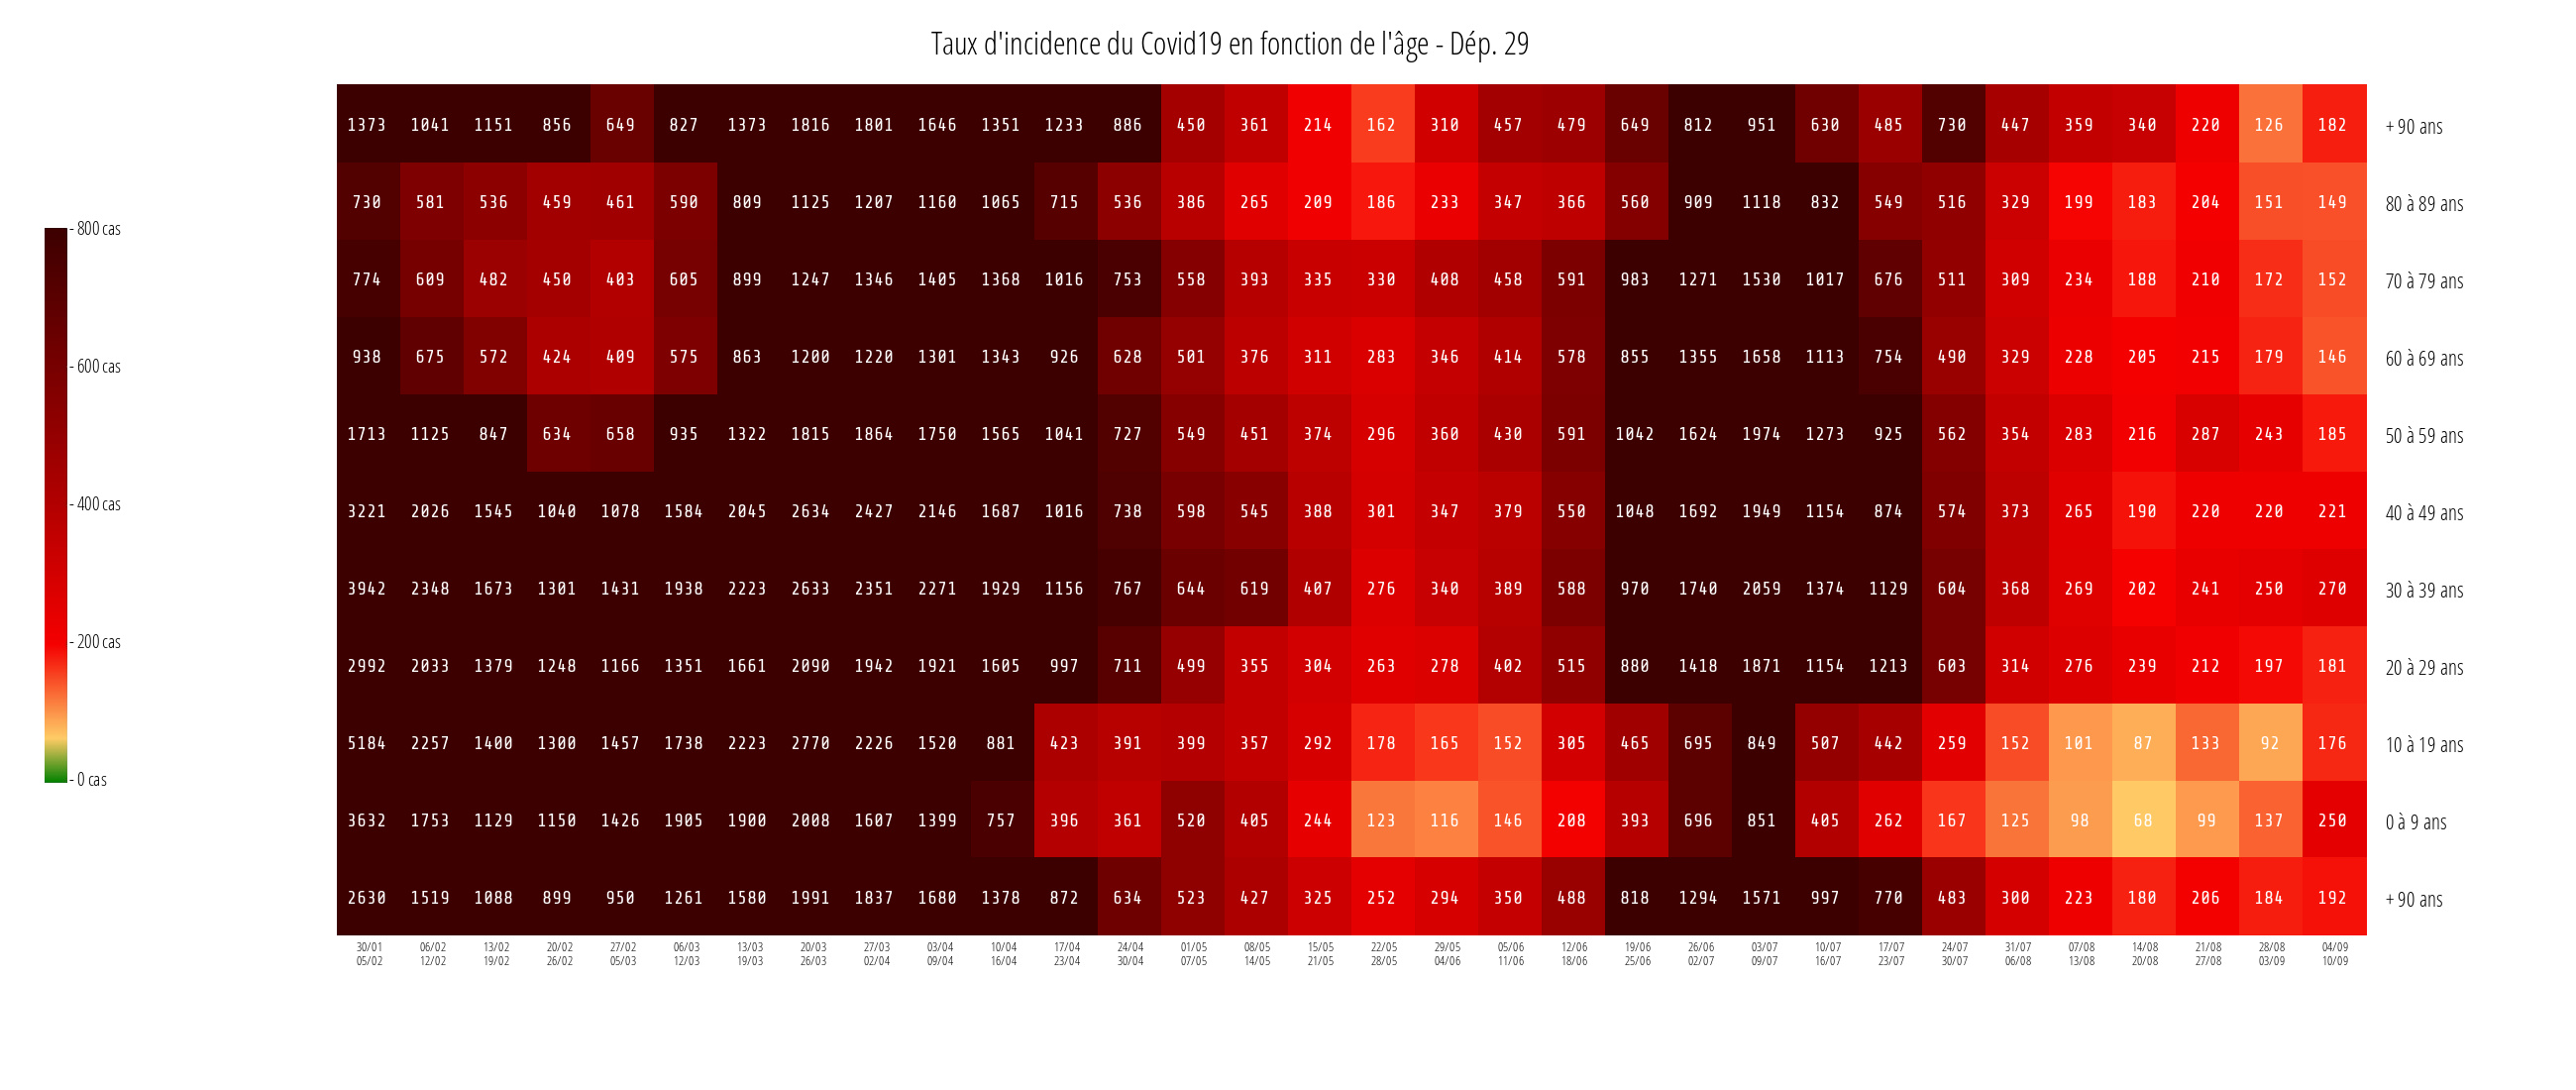 Taux d'incidence du Covid19 en fonction de l'âge - Dép. 29
1373 1041 1151 856 649 827 1373 1816 1801 1646 1351 1233 886 450 361 214 162 310 457 479 649 812 951 630 485 730 447 359 340 220 126 182 + 90 ans
730 581 536 459 461 590 809 1125 1207 1160 1065 715 536 386 265 209 186 233 347 366 560 909 1118 832 549 516 329 199 183 204 151 149 80 à 89 ans
774 609 482 450 403 605 899 1247 1346 1405 1368 1016 753 558 393 335 330 408 458 591 983 1271 1530 1017 676 511 309 234 188 210 172 152 70 à 79 ans
938 675 572 424 409 575 863 1200 1220 1301 1343 926 628 501 376 311 283 346 414 578 855 1355 1658 1113 754 490 329 228 205 215 179 146 60 à 69 ans
1713 1125 847 634 658 935 1322 1815 1864 1750 1565 1041 727 549 451 374 296 360 430 591 1042 1624 1974 1273 925 562 354 283 216 287 243 185 50 à 59 ans
3221 2026 1545 1040 1078 1584 2045 2634 2427 2146 1687 1016 738 598 545 388 301 347 379 550 1048 1692 1949 1154 874 574 373 265 190 220 220 221 40 à 49 ans
3942 2348 1673 1301 1431 1938 2223 2633 2351 2271 1929 1156 767 644 619 407 276 340 389 588 970 1740 2059 1374 1129 604 368 269 202 241 250 270 30 à 39 ans
2992 2033 1379 1248 1166 1351 1661 2090 1942 1921 1605 997 711 499 355 304 263 278 402 515 880 1418 1871 1154 1213 603 314 276 239 212 197 181 20 à 29 ans
5184 2257 1400 1300 1457 1738 2223 2770 2226 1520 881 423 391 399 357 292 178 165 152 305 465 695 849 507 442 259 152 101 87 133 92 176 10 à 19 ans
3632 1753 1129 1150 1426 1905 1900 2008 1607 1399 757 396 361 520 405 244 123 116 146 208 393 696 851 405 262 167 125 98 68 99 137 250 0 à 9 ans
2630 1519 1088 899 950 1261 1580 1991 1837 1680 1378 872 634 523 427 325 252 294 350 488 818 1294 1571 997 770 483 300 223 180 206 184 192 + 90 ans
30/01 06/02 13/02 20/02 27/02 06/03 13/03 20/03 27/03 03/04 10/04 17/04 24/04 01/05 08/05 15/05 22/05 29/05 05/06 12/06 19/06 26/06 03/07 10/07 17/07 24/07 31/07 07/08 14/08 21/08 28/08 04/09
05/02 12/02 19/02 26/02 05/03 12/03 19/03 26/03 02/04 09/04 16/04 23/04 30/04 07/05 14/05 21/05 28/05 04/06 11/06 18/06 25/06 02/07 09/07 16/07 23/07 30/07 06/08 13/08 20/08 27/08 03/09 10/09
- 800 cas
- 600 cas
- 400 cas
- 200 cas
- 0 cas